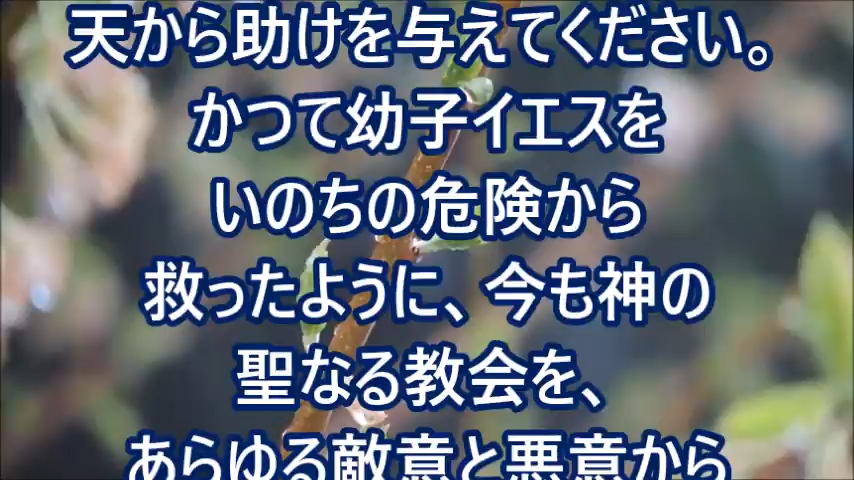 天から助けを与えてください。
かつて幼子イエスを
いのちの危険から
救ったように、今も神の
聖なる教会を、
あらゆる敵意と悪意から